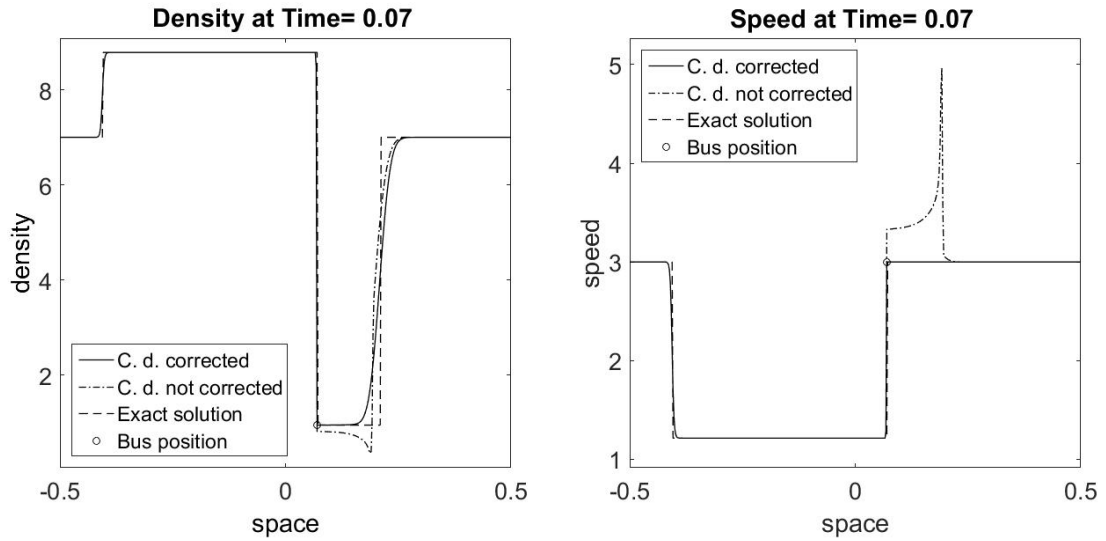 Density at Time= 0.07
density
8
6
4
2
C. d. corrected
C. d. not corrected
Exact solution
Bus position
-0.5
0
0.5
space
Speed at Time= 0.07
speed
5
4
3
2
1
C. d. corrected
C. d. not corrected
Exact solution
Bus position
-0.5
0
0.5
space